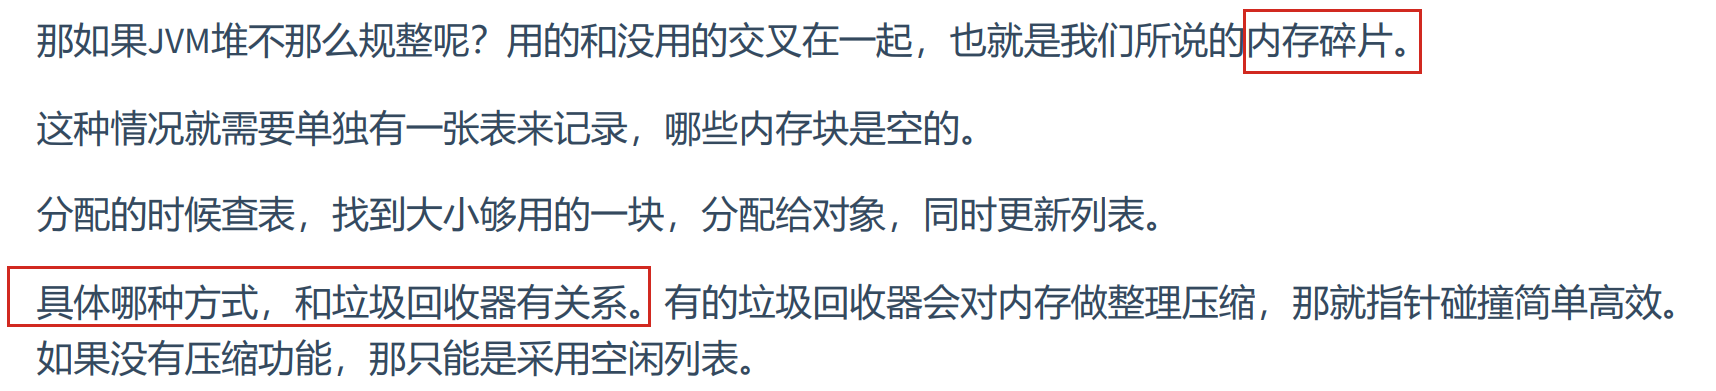 那如果JVM堆不那么规整呢？用的和没用的交叉在一起，也就是我们所说的内存碎片。
这种情况就需要单独有一张表来记录，哪些内存块是空的。
分配的时候查表，找到大小够用的一块，分配给对象，同时更新列表。
具体哪种方式，和垃圾回收器有关系。有的垃圾回收器会对内存做整理压缩，那就指针碰撞简单高效。
如果没有压缩功能，那只能是采用空闲列表。